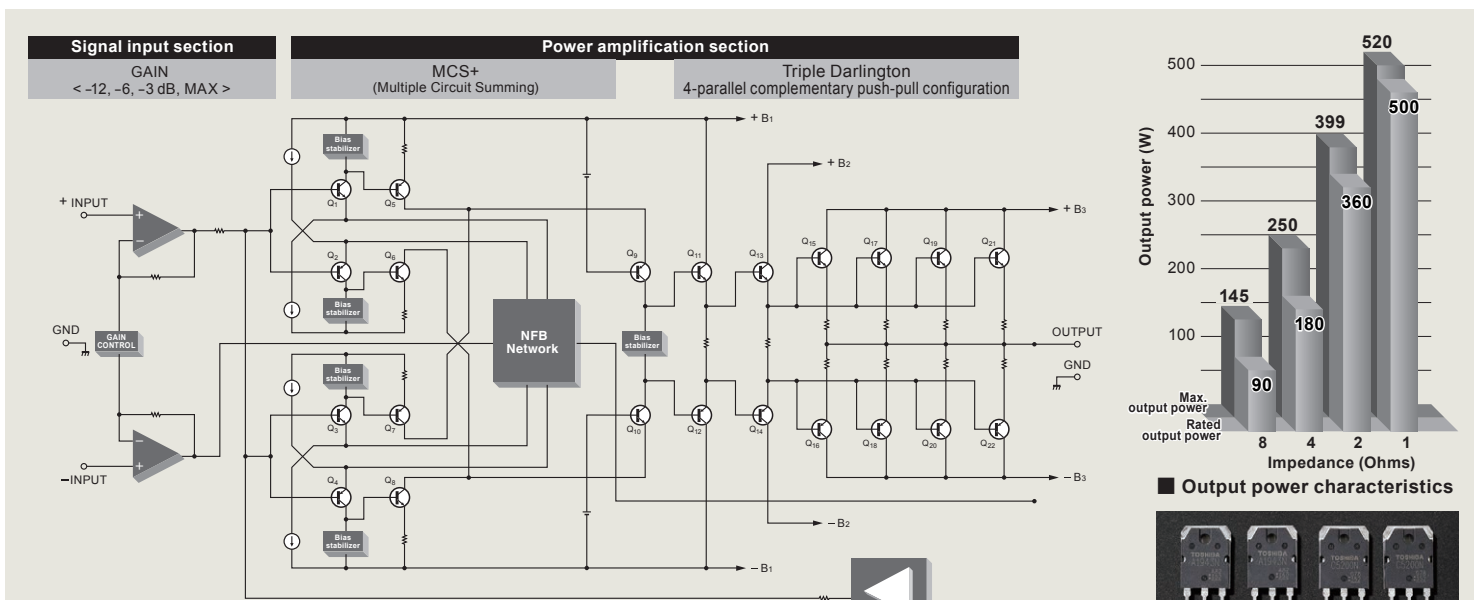 Signal input section
GAIN
< –12, –6, –3 dB, MAX >
Power amplification section
MCS+
(Multiple Circuit Summing)
Triple Darlington
4-parallel complementary push-pull configuration
+ INPUT
GND
GAIN
CONTROL
–INPUT
+
–
–
+
Bias
stabilizer
Q1
Q5
Q2
Q6
Bias
stabilizer
Bias
stabilizer
Q3
Q7
Q4
Q8
Bias
stabilizer
NFB
Network
+ B1
+ B2
+ B3
Q9
Q11
Q13
Q15
Q17
Q19
Q21
Bias
stabilizer
Q10
Q12
Q14
Q16
Q18
Q20
Q22
OUTPUT
GND
– B3
– B2
– B1
Output power (W)
500
400
300
200
100
520
500
399
360
250
180
145
90
Max.
output power
Rated
output power
8 4 2 1
Impedance (Ohms)
■ Output power characteristics
TOSHIBA
TOSHIBA
TOSHIBA
TOSHIBA
A1943N
A1943N
C5200N
C5200N